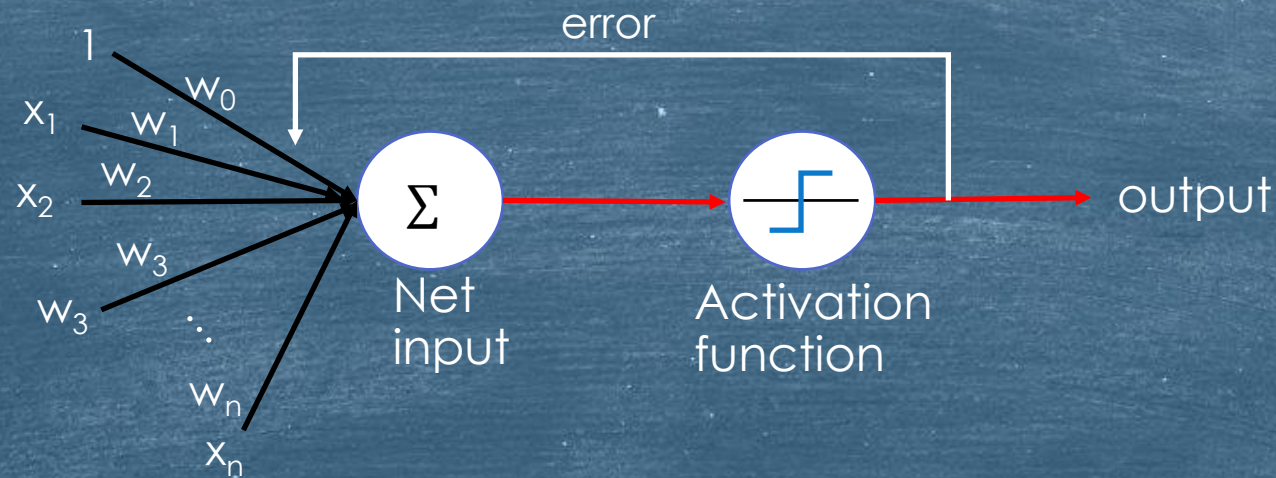 error
1
w₀
x₁
w₁
x₂
w₂
w₃
w₃
⋱
wₙ
xₙ
Σ
Net
input
Activation
function
output